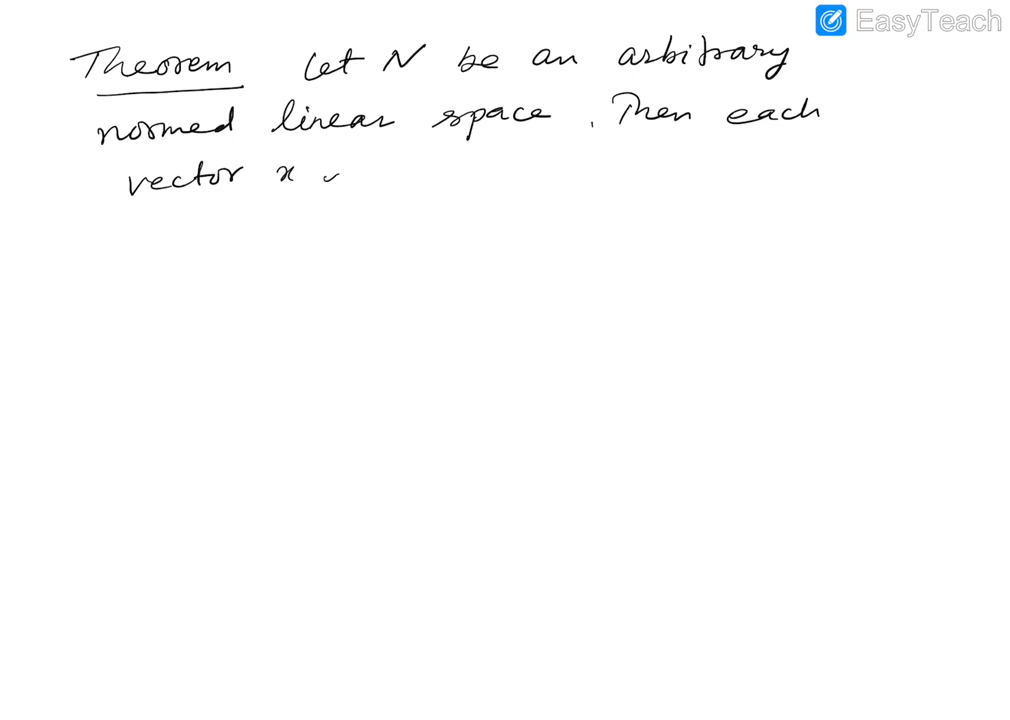 EasyTeach
Theorem Let N be an arbitrary
normed linear space. Then each
vector x